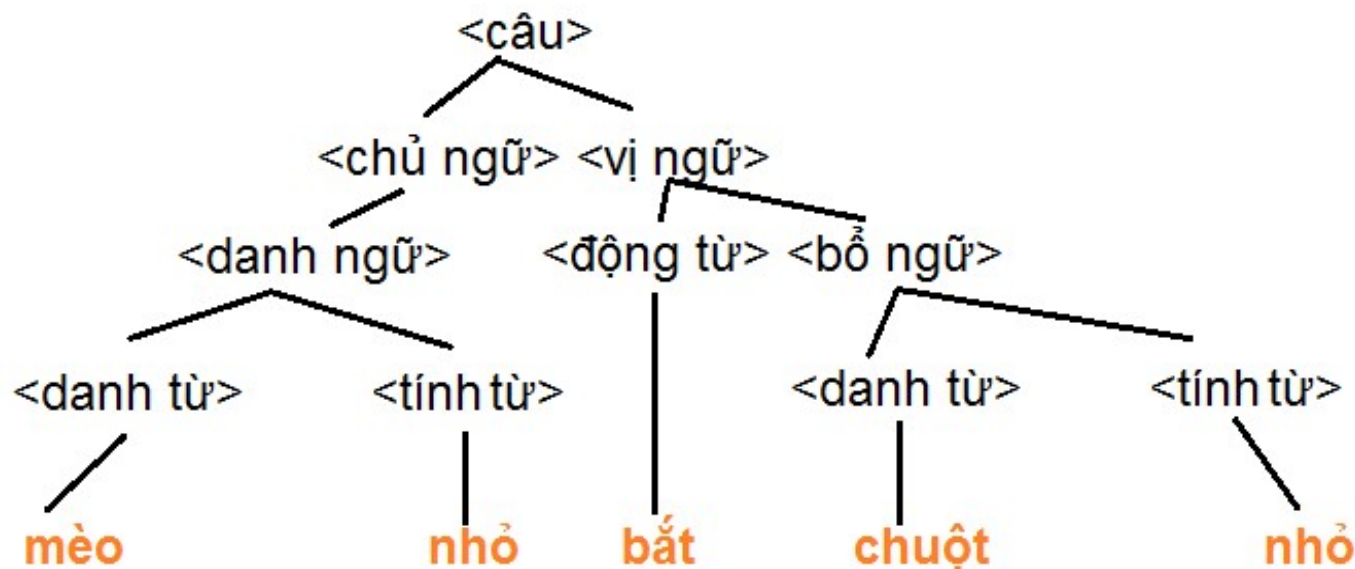 <câu>
<chủ ngữ> <vị ngữ>
<danh ngữ> <động từ> <bổ ngữ>
<danh từ> <tính từ> <danh từ> <tính từ>
mèo nhỏ bắt chuột nhỏ